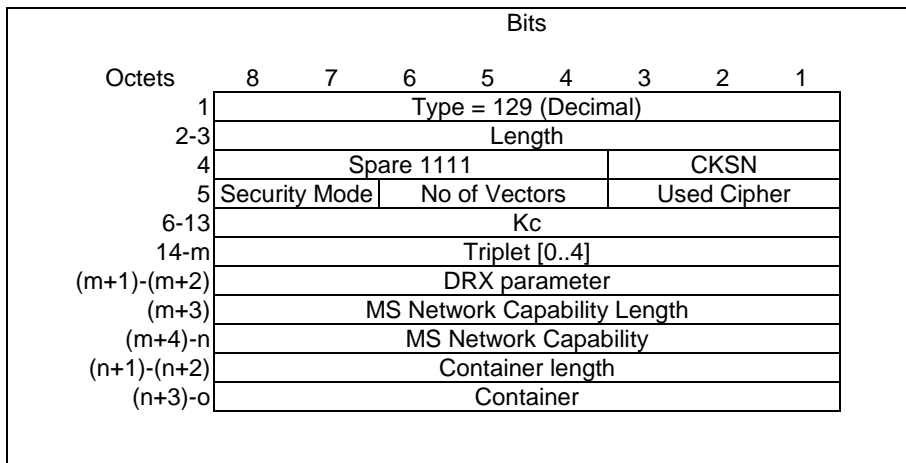 Bits
Octets 8 7 6 5 4 3 2 1
1 Type = 129 (Decimal)
2-3 Length
4 Spare 1111 CKSN
5 Security Mode No of Vectors Used Cipher
6-13 Kc
14-m Triplet [0..4]
(m+1)-(m+2) DRX parameter
(m+3) MS Network Capability Length
(m+4)-n MS Network Capability
(n+1)-(n+2) Container length
(n+3)-o Container